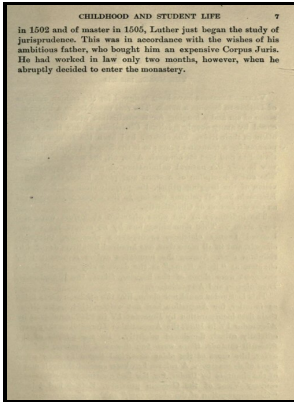 CHILDHOOD AND STUDENT LIFE 7
in 1502 and of master in 1505, Luther just began the study of
jurisprudence. This was in accordance with the wishes of his
ambitious father, who bought him an expensive Corpus Juris.
He had worked in law only two months, however, when he
abruptly decided to enter the monastery.